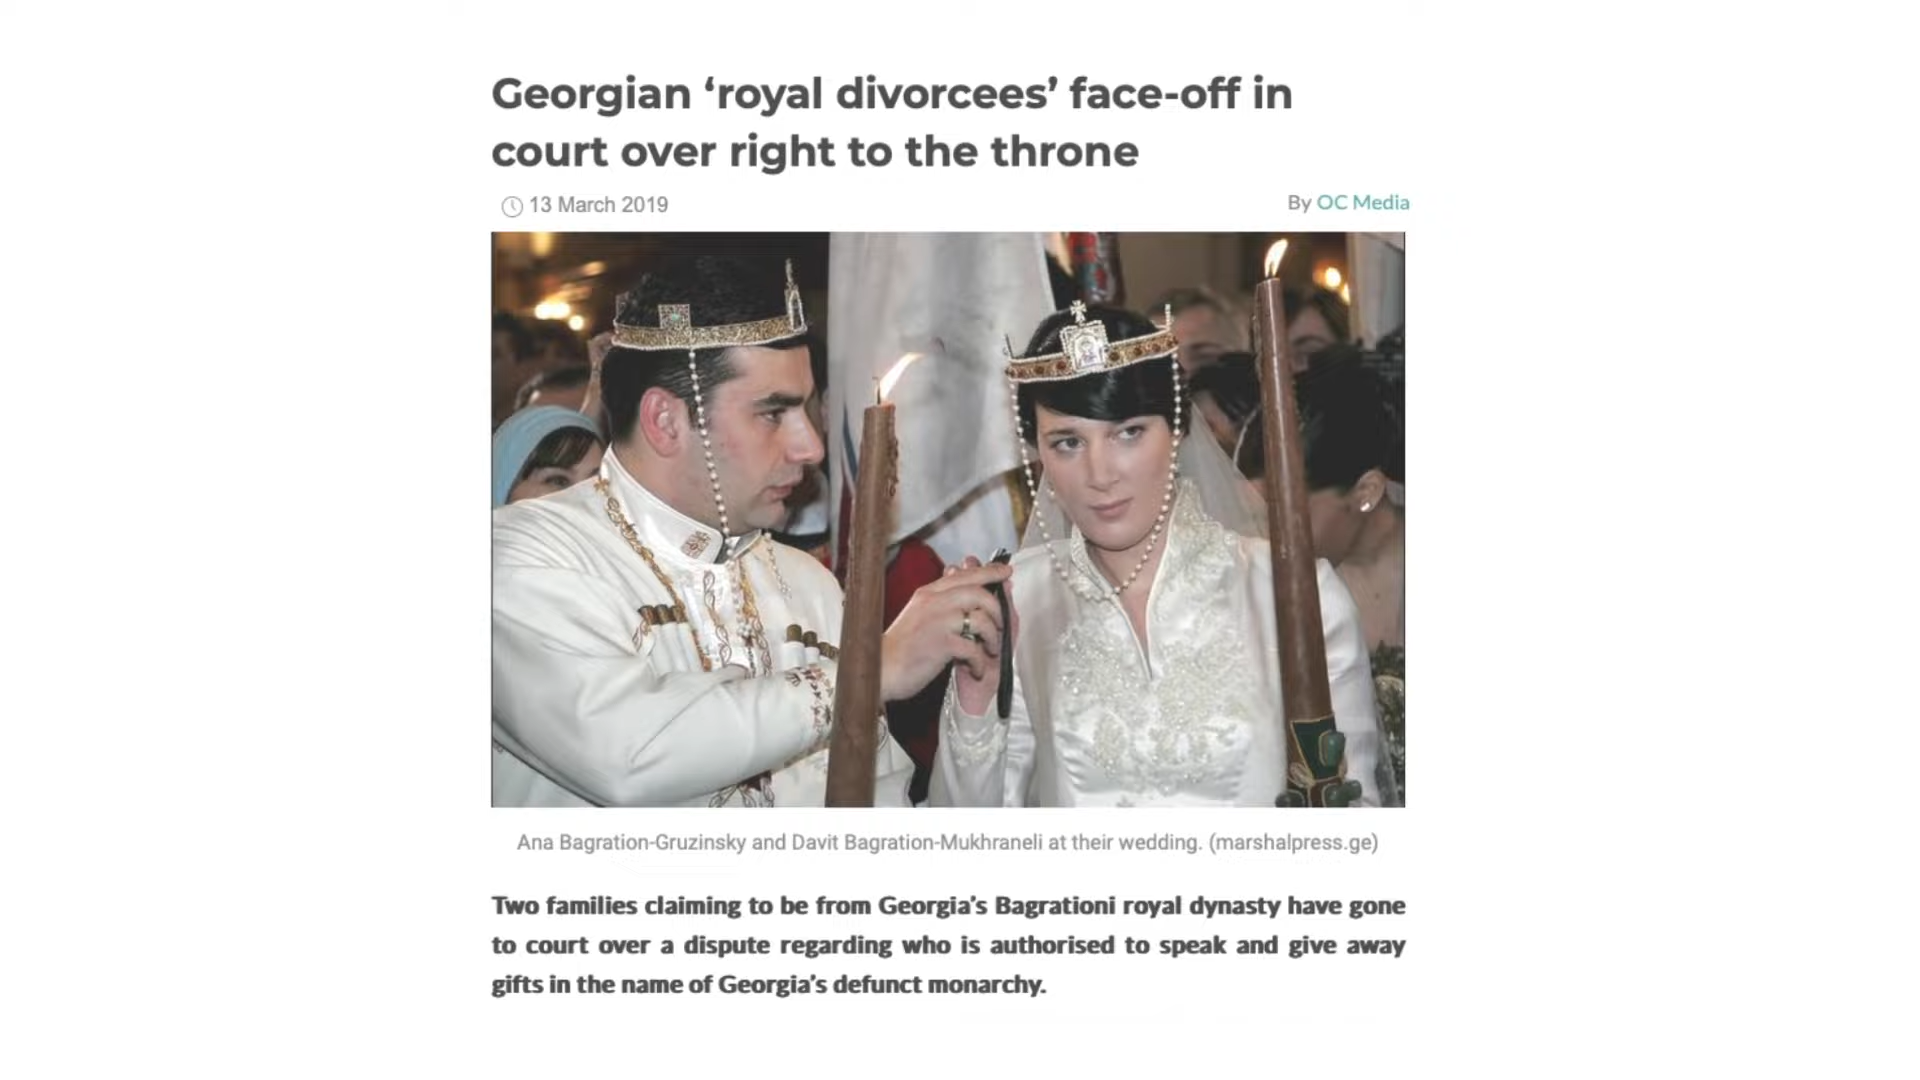 Georgian ‘royal divorcees’ face-off in
court over right to the throne
13 March 2019
By OC Media
Ana Bagration-Gruzinsky and Davit Bagration-Mukhraneli at their wedding. (marshalpress.ge)
Two families claiming to be from Georgia’s Bagrationi royal dynasty have gone
to court over a dispute regarding who is authorised to speak and give away
gifts in the name of Georgia’s defunct monarchy.